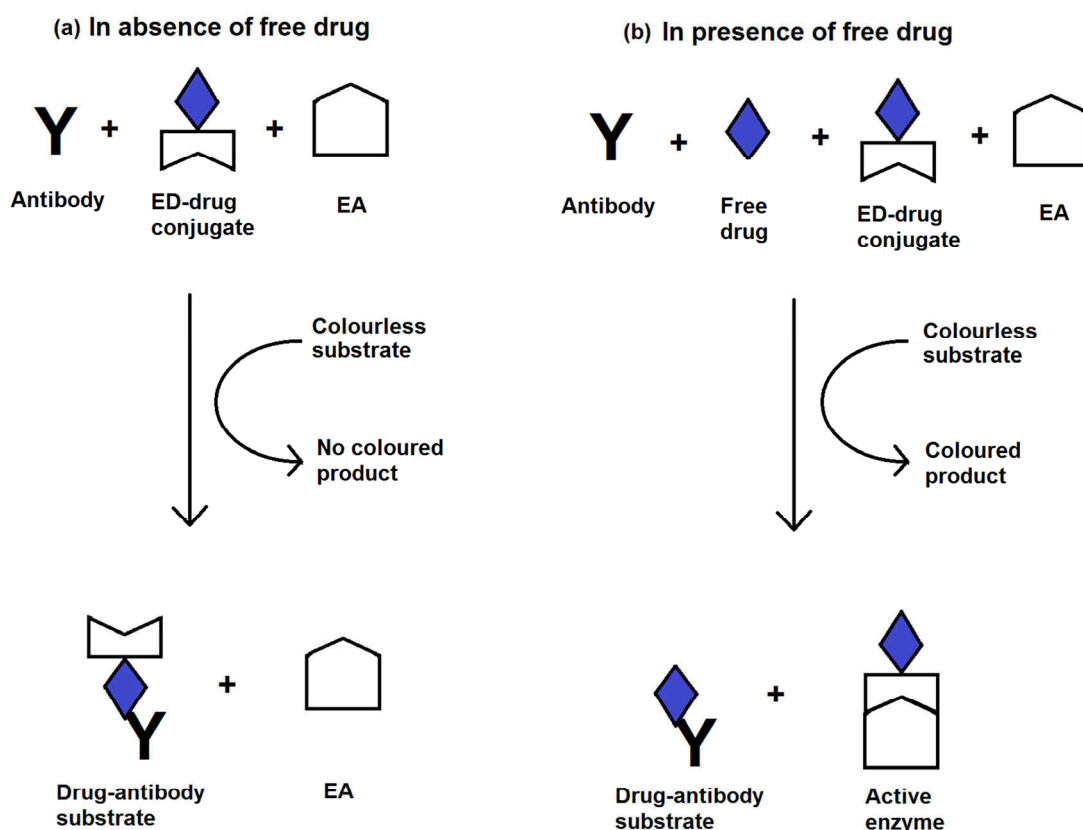 (a) In absence of free drug
Y + + 
Antibody
ED-drug
conjugate
EA
Colourless
substrate
No coloured
product
+
Y
Drug-antibody
substrate
EA
(b) In presence of free drug
Y + + +
Antibody
Free
drug
ED-drug
conjugate
EA
Colourless
substrate
Coloured
product
+
Y
Drug-antibody
substrate
Active
enzyme